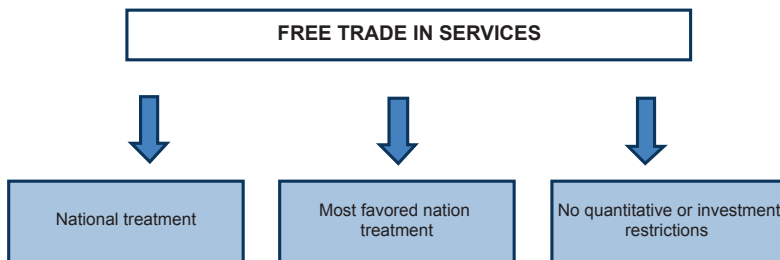 FREE TRADE IN SERVICES
National treatment
Most favored nation
treatment
No quantitative or investment
restrictions